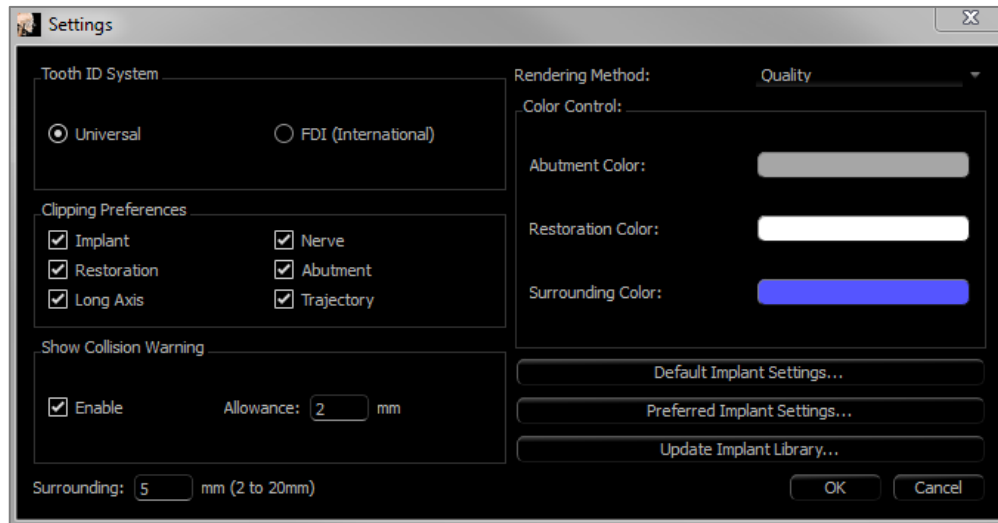 Settings
Tooth ID System
Universal
FDI (International)
Clipping Preferences
Implant
Nerve
Restoration
Abutment
Long Axis
Trajectory
Show Collision Warning
Enable
Allowance: 2 mm
Surrounding: 5 mm (2 to 20mm)
Rendering Method: Quality
Color Control:
Abutment Color:
Restoration Color:
Surrounding Color:
Default Implant Settings...
Preferred Implant Settings...
Update Implant Library...
OK
Cancel